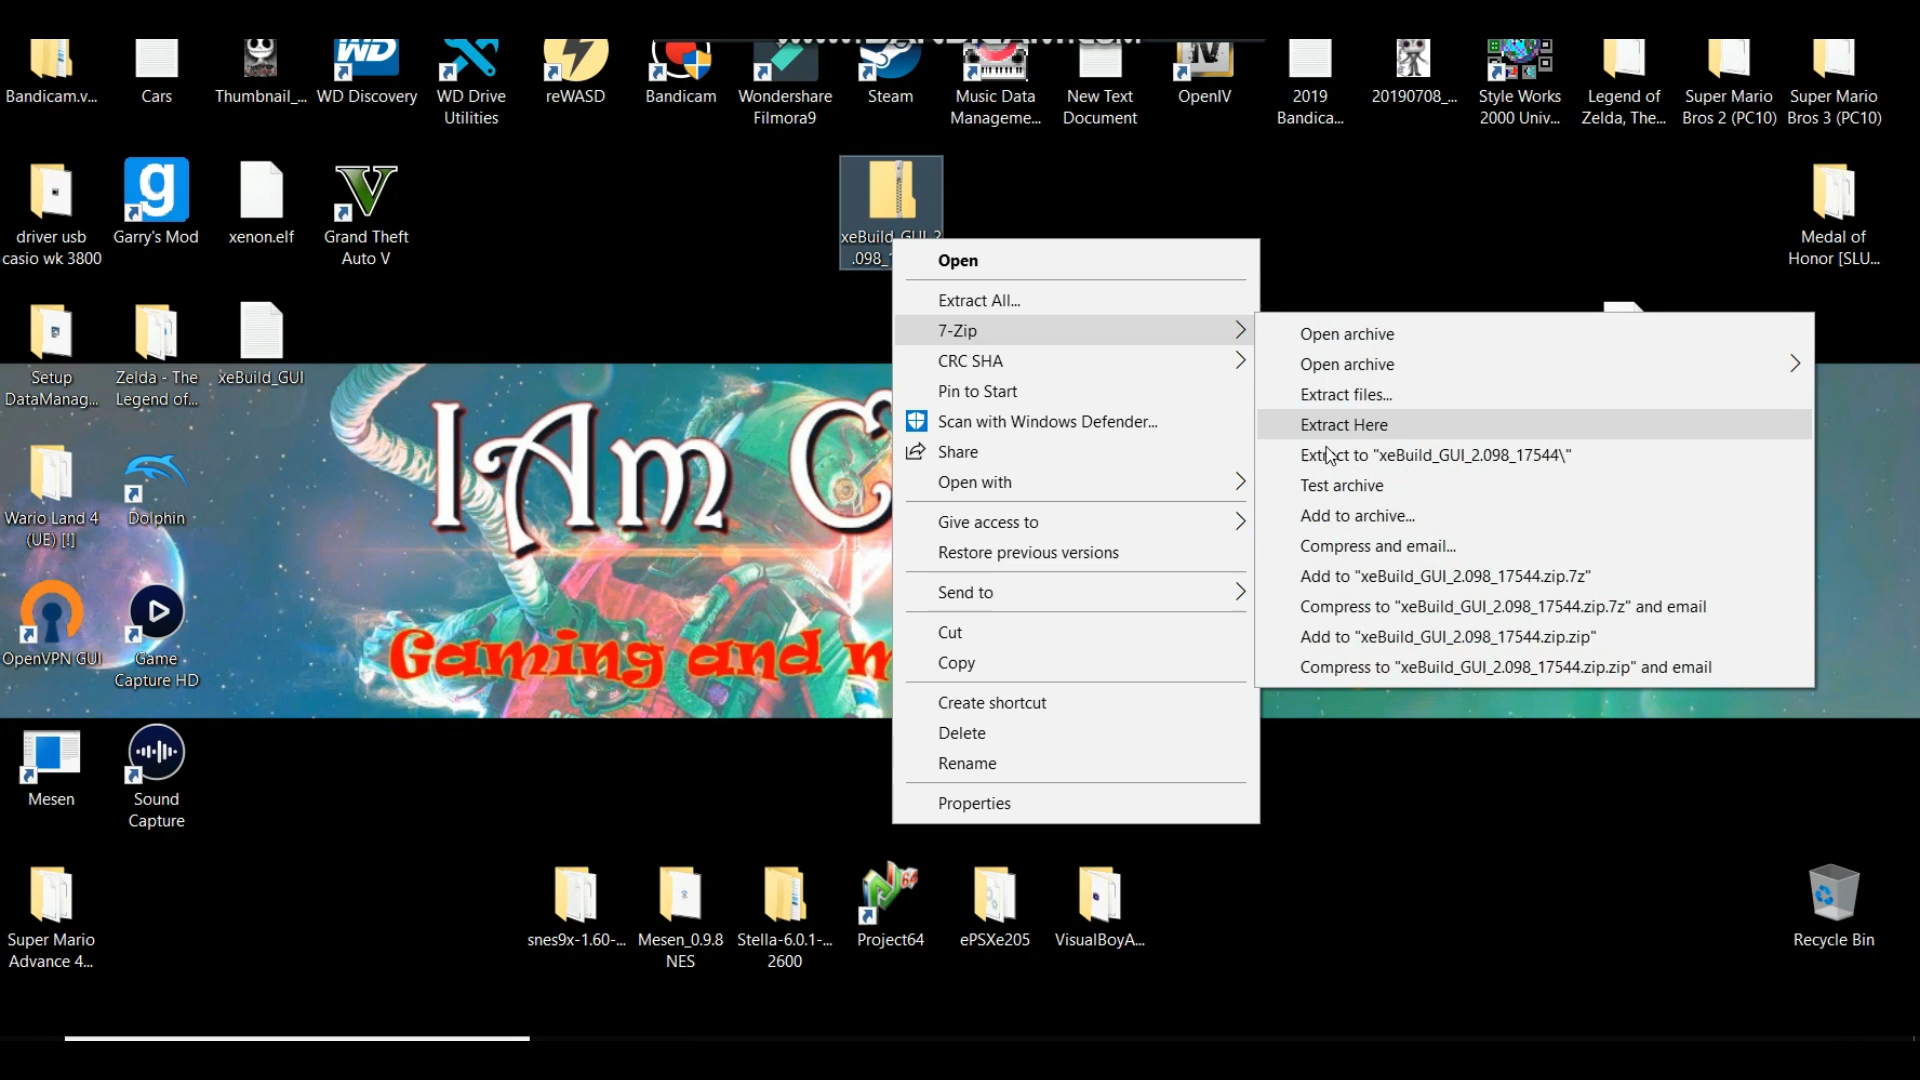 Bandicam.v...
Cars
Thumbnail_...
WD
WD Discovery
WD Drive
Utilities
reWASD
Bandicam
Wondershare
Filmora9
Steam
Music Data
Manageme...
New Text
Document
IV
OpenIV
2019
Bandica...
20190708_...
Style Works
2000 Univ...
Legend of
Zelda, The...
Super Mario
Bros 2 (PC10)
Super Mario
Bros 3 (PC10)
driver usb
casio wk 3800
g
Garry's Mod
xenon.elf
V
Grand Theft
Auto V
xeBuild_GUI_2
.098_1
Medal of
Honor [SLU...
Setup
DataManag...
Zelda - The
Legend of...
xeBuild_GUI
Open
Extract All...
7-Zip
CRC SHA
Pin to Start
Scan with Windows Defender...
Share
Open with
Give access to
Restore previous versions
Send to
Cut
Copy
Create shortcut
Delete
Rename
Properties
Open archive
Open archive
Extract files...
Extract Here
Extract to "xeBuild_GUI_2.098_17544\"
Test archive
Add to archive...
Compress and email...
Add to "xeBuild_GUI_2.098_17544.zip.7z"
Compress to "xeBuild_GUI_2.098_17544.zip.7z" and email
Add to "xeBuild_GUI_2.098_17544.zip.zip"
Compress to "xeBuild_GUI_2.098_17544.zip.zip" and email
IAm C
Gaming and m
Wario Land 4
(UE) [!]
Dolphin
OpenVPN GUI
Game
Capture HD
Mesen
Sound
Capture
Super Mario
Advance 4...
snes9x-1.60-...
Mesen_0.9.8
NES
Stella-6.0.1-...
2600
64
Project64
ePSXe205
VisualBoyA...
Recycle Bin